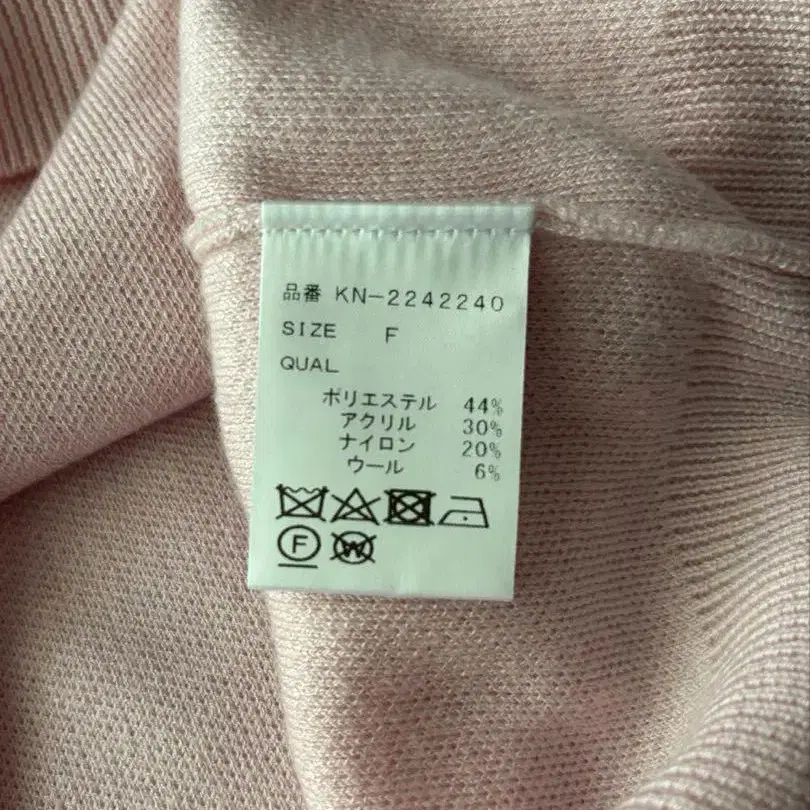 品番 KN-2242240
SIZE F
QUAL
ポリエステル 44%
アクリル 30%
ナイロン 20%
ウール 6%
F W